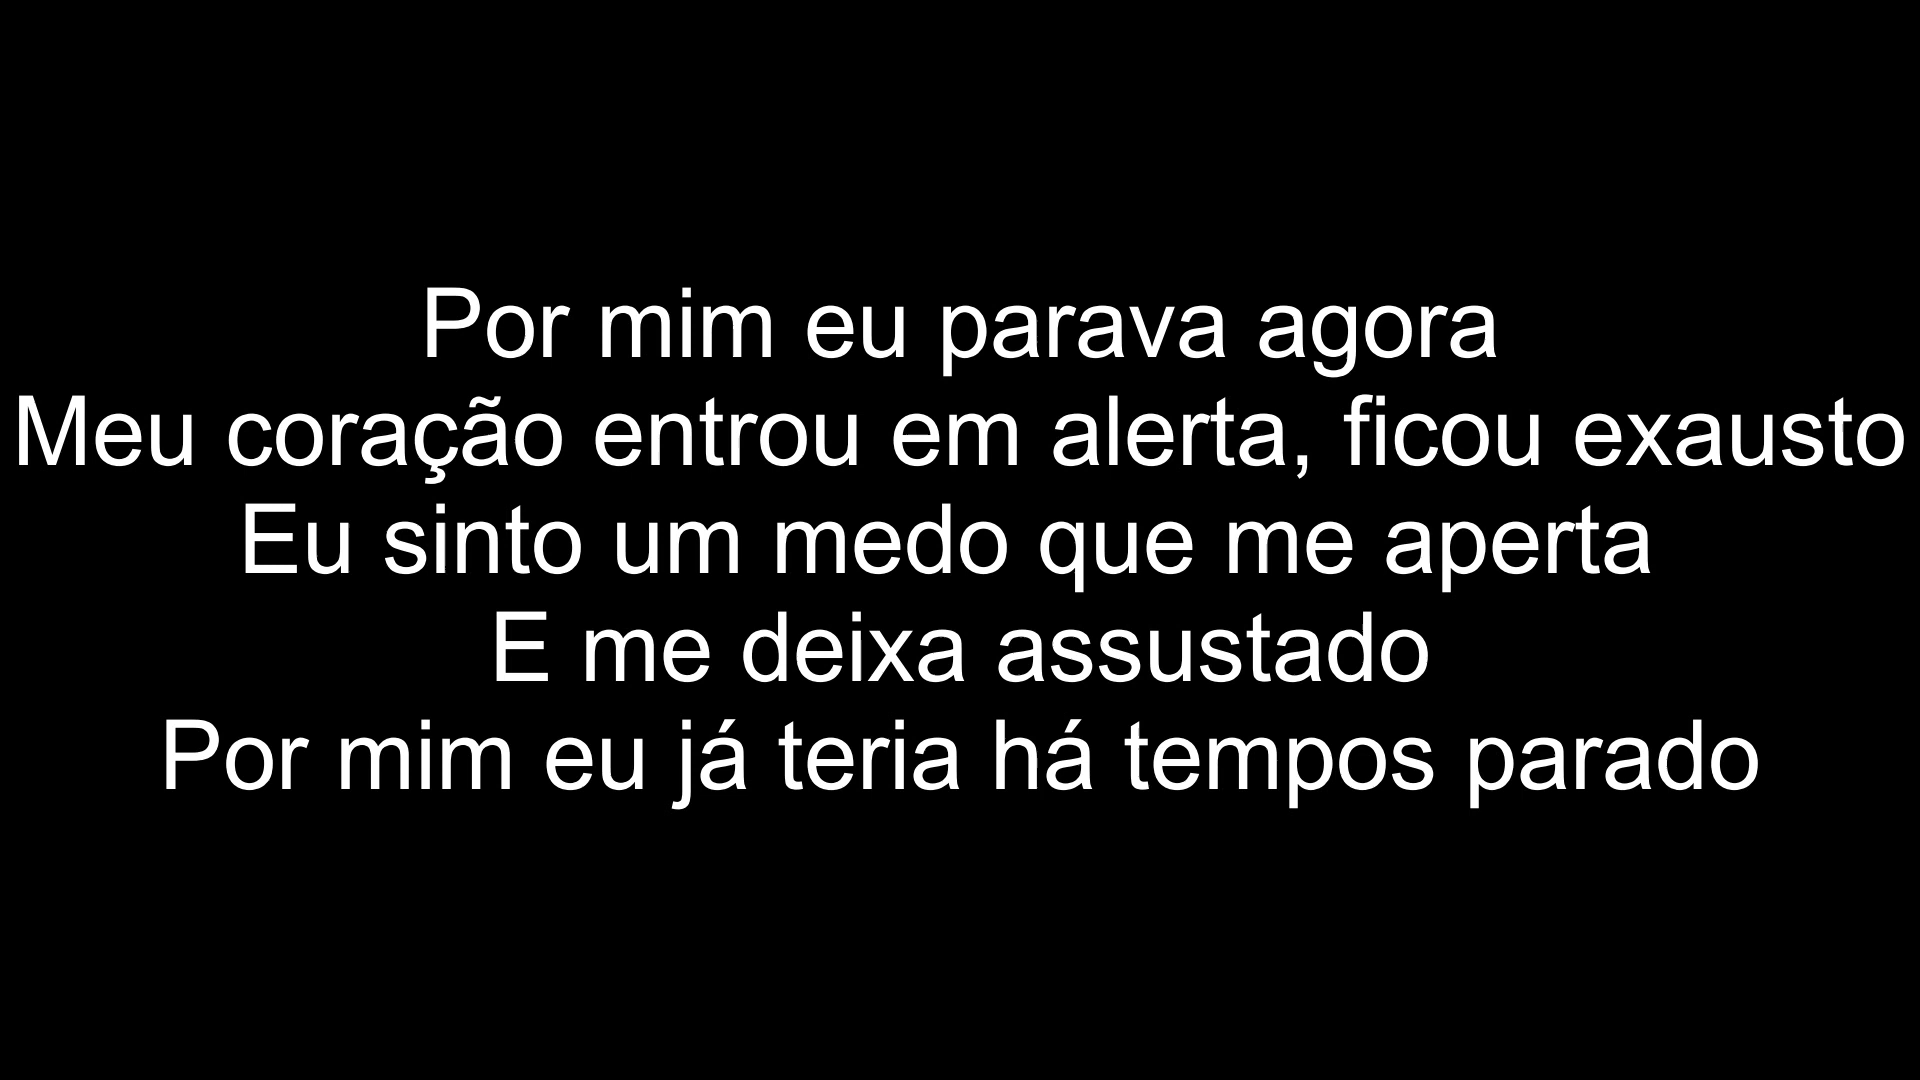 Por mim eu parava agora
Meu coração entrou em alerta, ficou exausto
Eu sinto um medo que me aperta
E me deixa assustado
Por mim eu já teria há tempos parado